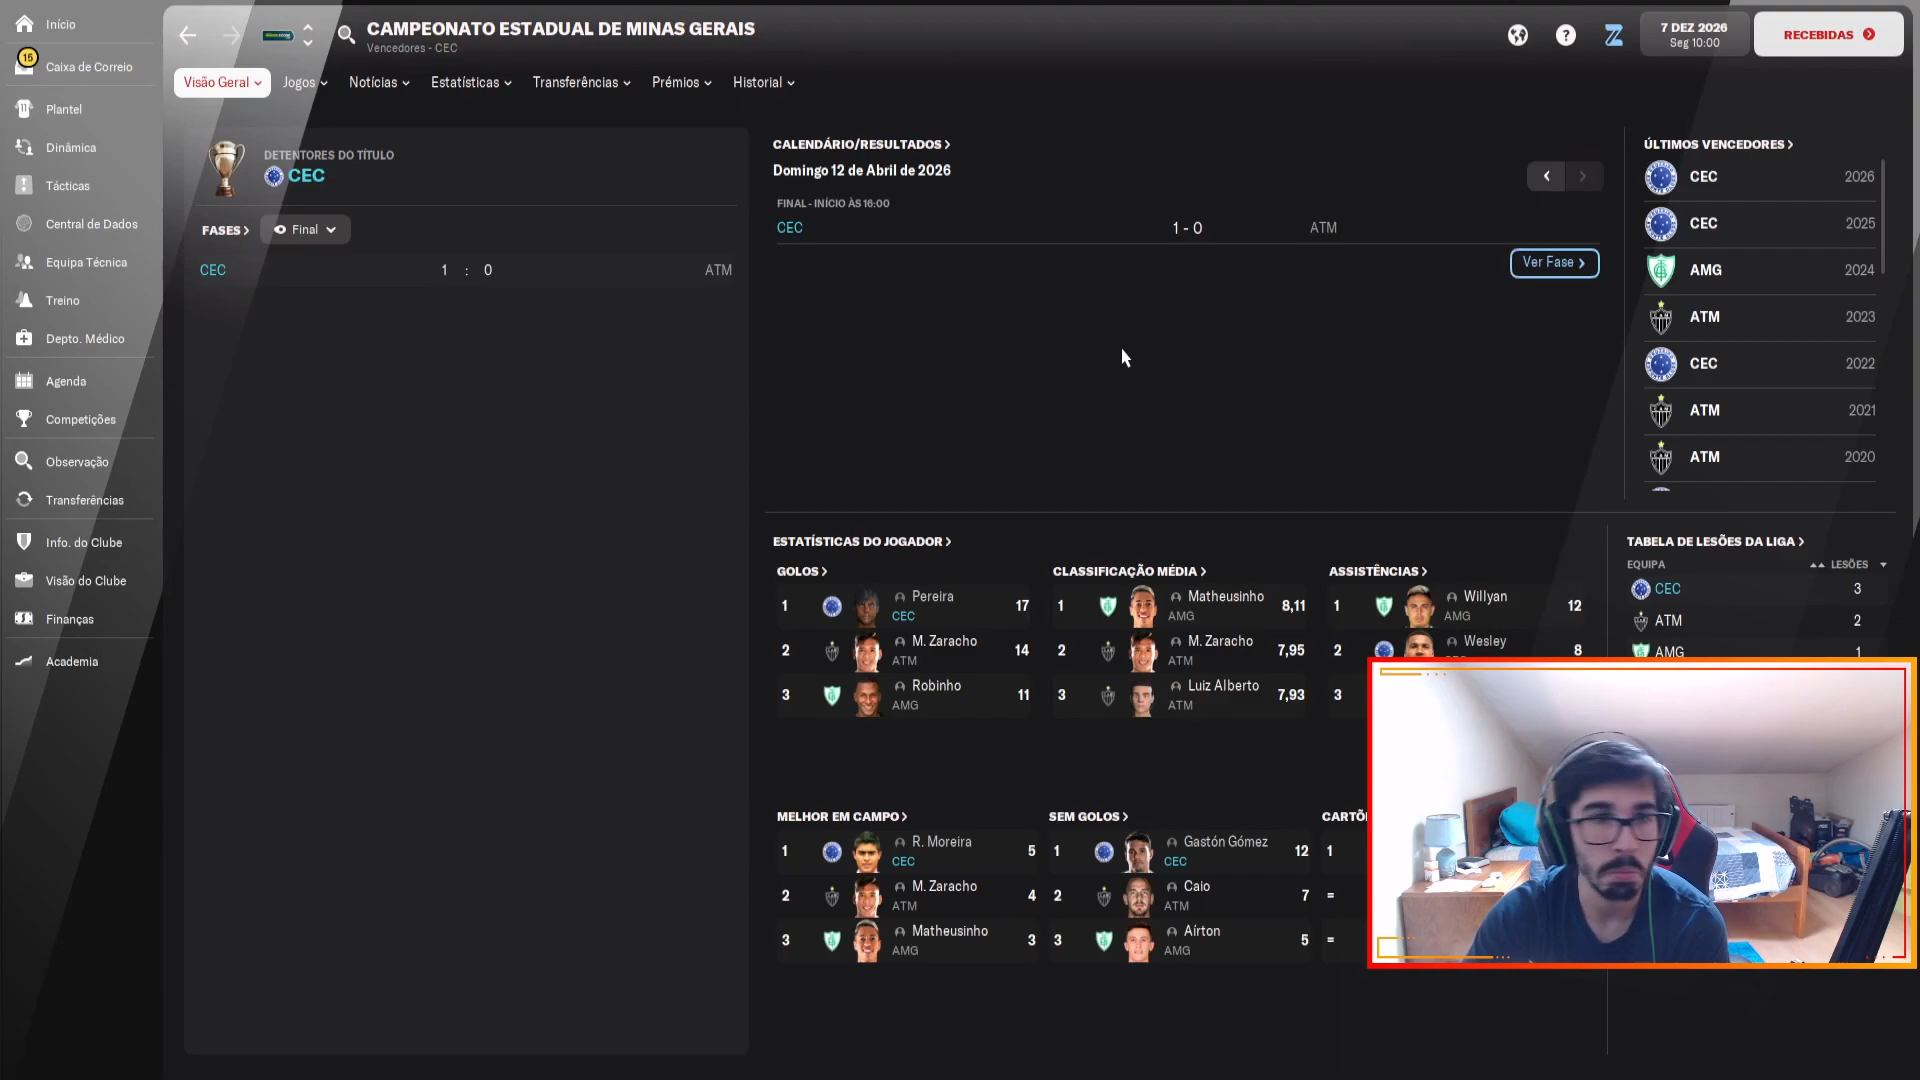 Início
15
Caixa de Correio
Plantel
Dinâmica
Tácticas
Central de Dados
Equipa Técnica
Treino
Depto. Médico
Agenda
Competições
Observação
Transferências
Info. do Clube
Visão do Clube
Finanças
Academia
CAMPEONATO ESTADUAL DE MINAS GERAIS
Vencedores - CEC
7 DEZ 2026
Seg 10:00
RECEBIDAS
Visão Geral
Jogos
Notícias
Estatísticas
Transferências
Prémios
Historial
DETENTORES DO TÍTULO
CEC
FASES
Final
CEC 1 : 0 ATM
CALENDÁRIO/RESULTADOS
Domingo 12 de Abril de 2026
FINAL - INÍCIO ÀS 16:00
CEC 1 - 0 ATM
Ver Fase
ÚLTIMOS VENCEDORES
CEC 2026
CEC 2025
AMG 2024
ATM 2023
CEC 2022
ATM 2021
ATM 2020
ESTATÍSTICAS DO JOGADOR
GOLOS
1 Pereira 17
CEC
2 M. Zaracho 14
ATM
3 Robinho 11
AMG
CLASSIFICAÇÃO MÉDIA
1 Matheusinho 8,11
AMG
2 M. Zaracho 7,95
ATM
3 Luiz Alberto 7,93
ATM
ASSISTÊNCIAS
1 Willyan 12
AMG
2 Wesley 8
3
TABELA DE LESÕES DA LIGA
EQUIPA LESÕES
CEC 3
ATM 2
AMG 1
MELHOR EM CAMPO
1 R. Moreira 5
CEC
2 M. Zaracho 4
ATM
3 Matheusinho 3
AMG
SEM GOLOS
1 Gastón Gómez 12
CEC
2 Caio 7
ATM
3 Aírton 5
AMG
CARTÕ
1
=
=